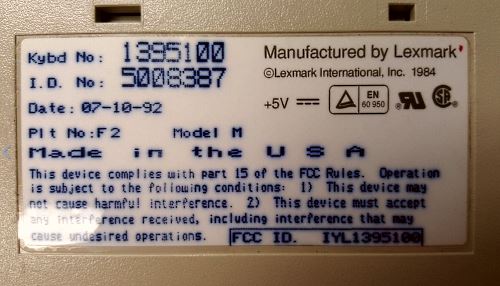 Kybd No: 1395100
I.D. No: 5008387
Date: 07-10-92
Plt No:F2 Model M
Made in the U S A
Manufactured by Lexmark
©Lexmark International, Inc. 1984
+5V EN 60 950 SA
This device complies with part 15 of the FCC Rules. Operation
is subject to the following conditions: 1) This device may
not cause harmful interference. 2) This device must accept
any interference received, including interference that may
cause undesired operations. FCC ID. IYL1395100